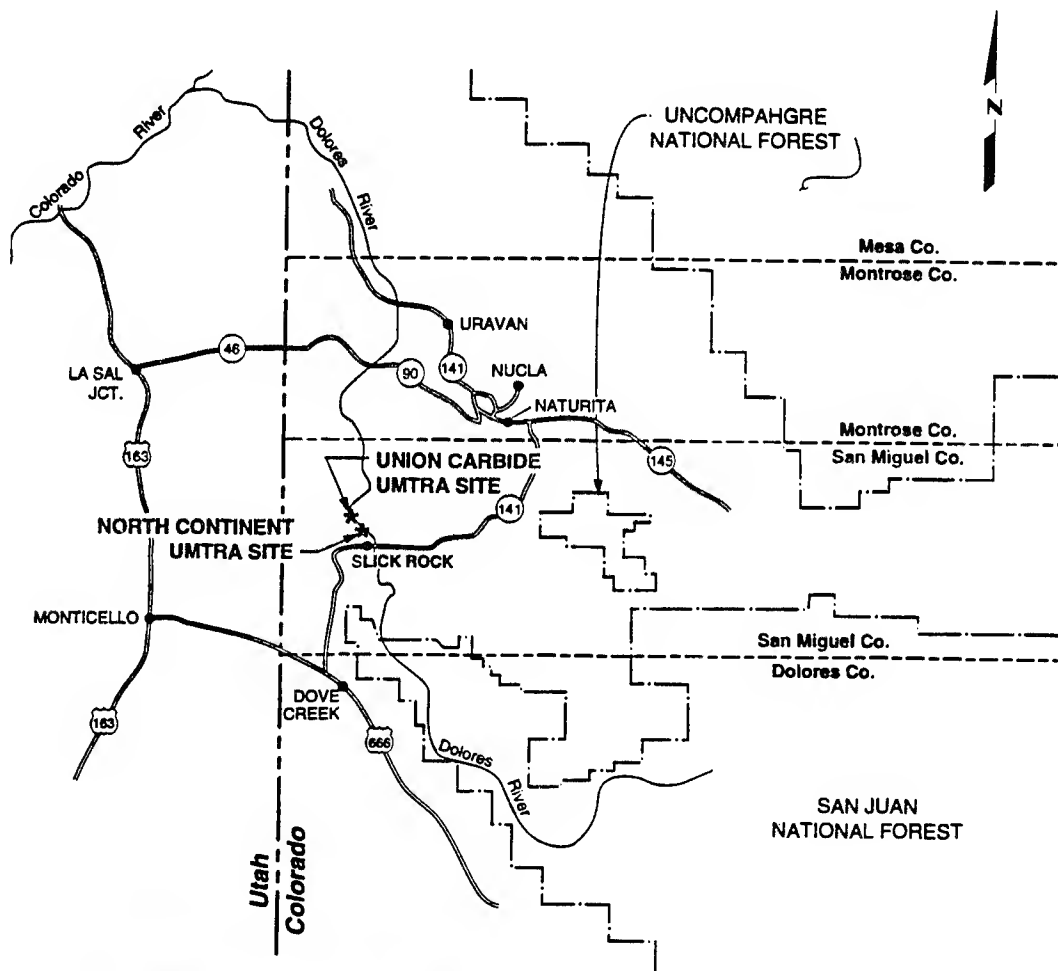 N
UNCOMPAHGRE
NATIONAL FOREST
Colorado
River
Dolores
River
Mesa Co.
Montrose Co.
URAVAN
46
LA SAL
JCT.
90
141
NUCLA
NATURITA
Montrose Co.
San Miguel Co.
163
145
UNION CARBIDE
UMTRA SITE
141
NORTH CONTINENT
UMTRA SITE
SLICK ROCK
MONTICELLO
San Miguel Co.
Dolores Co.
DOVE
CREEK
163
666
Dolores
River
SAN JUAN
NATIONAL FOREST
Utah
Colorado